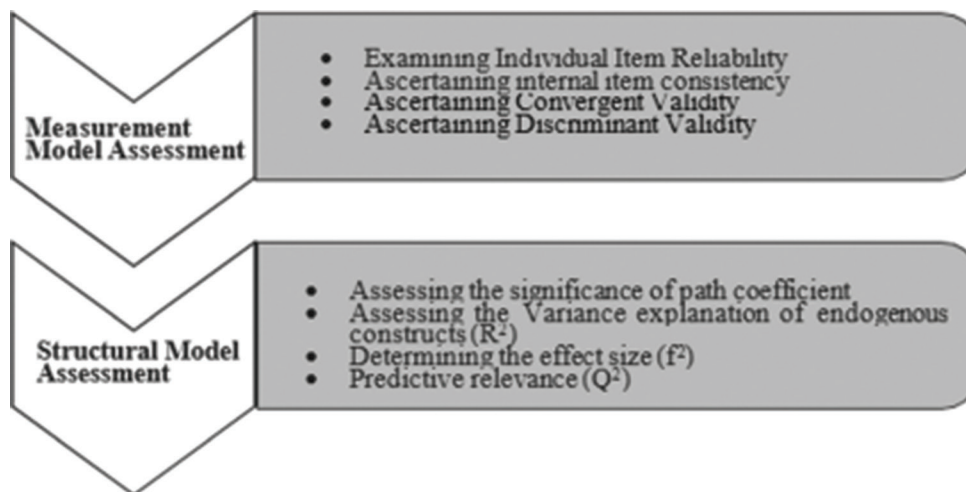 Measurement
Model Assessment
• Examining Individual Item Reliability
• Ascertaining internal item consistency
• Ascertaining Convergent Validity
• Ascertaining Discriminant Validity
Structural Model
Assessment
• Assessing the significance of path coefficient
• Assessing the Variance explanation of endogenous
constructs (R²)
• Determining the effect size (f²)
• Predictive relevance (Q²)